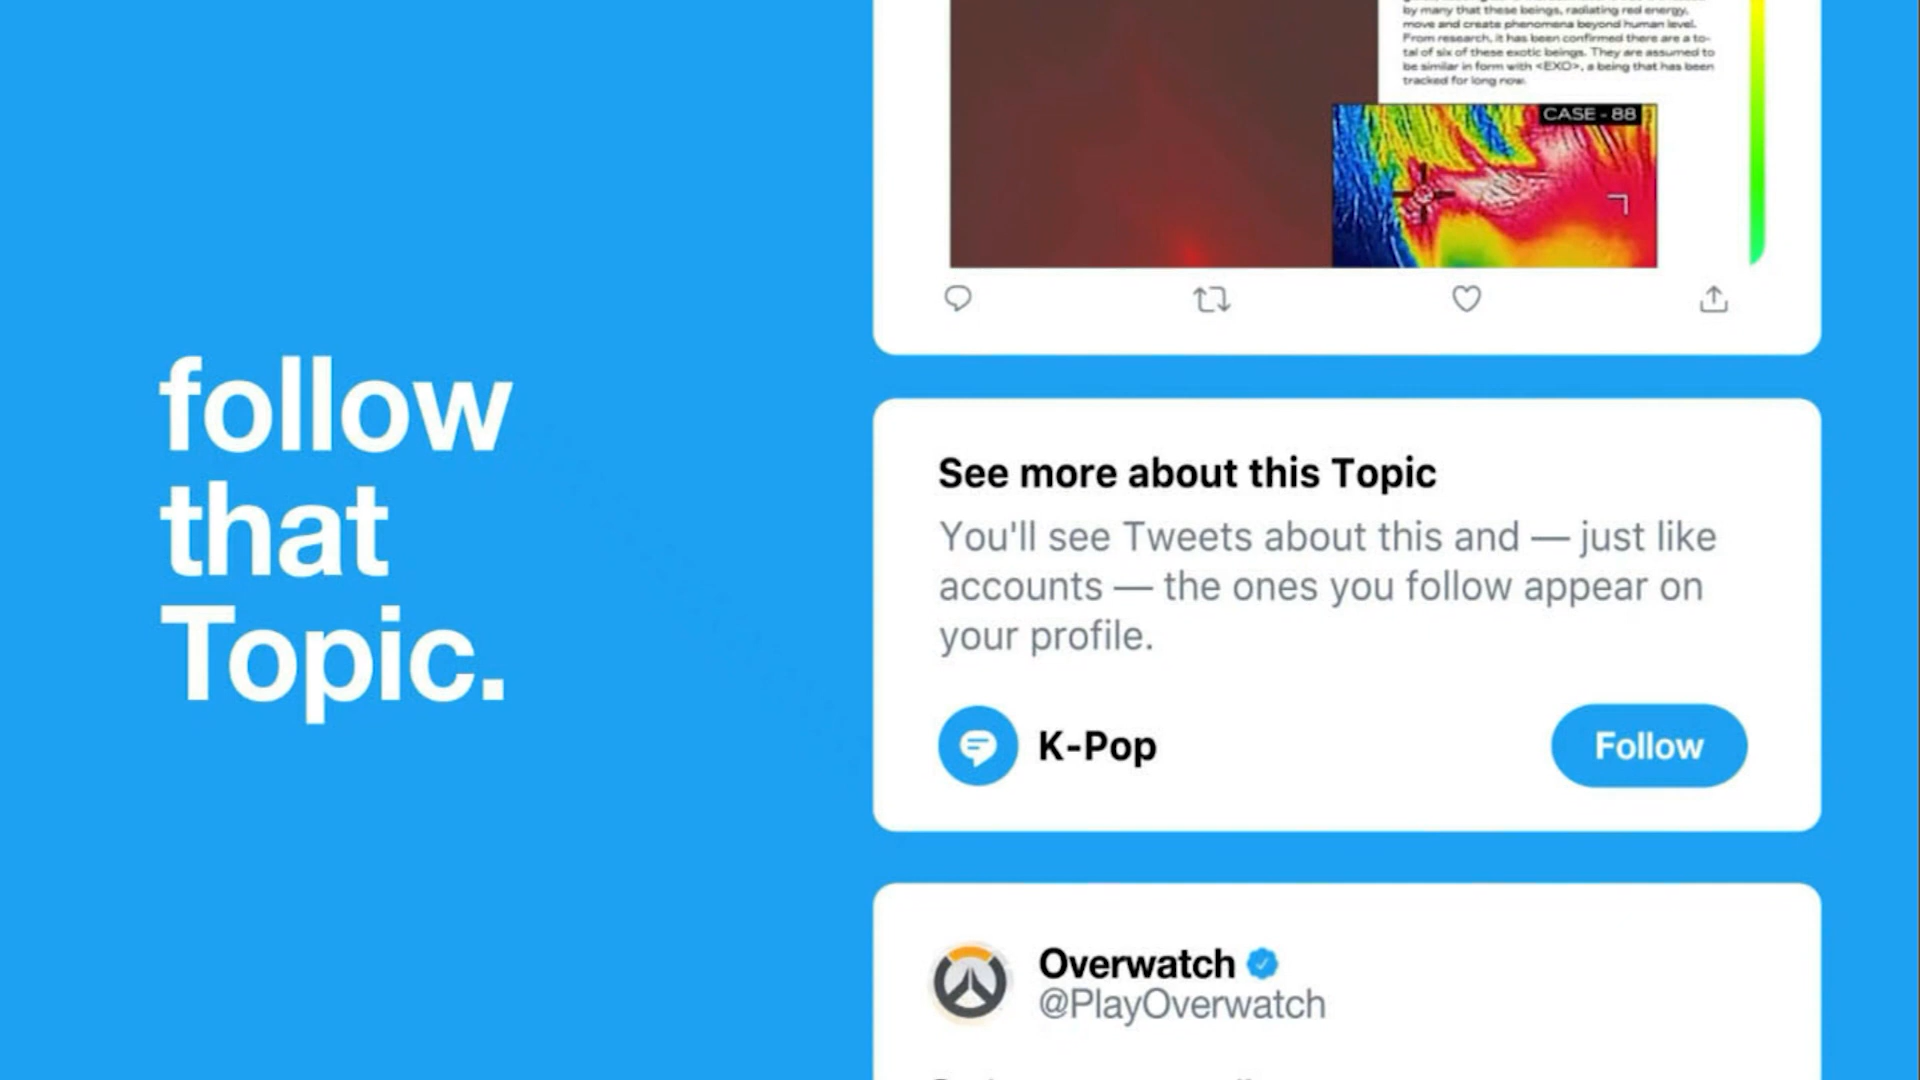 by many that these beings, radiating red energy,
move and create phenomena beyond human level.
From research, it has been confirmed there are a to-
tal of six of these exotic beings. They are assumed to
be similar in form with <EXO>, a being that has been
tracked for long now.
CASE - 88
follow
that
Topic.
See more about this Topic
You'll see Tweets about this and — just like
accounts — the ones you follow appear on
your profile.
K-Pop
Follow
Overwatch
@PlayOverwatch